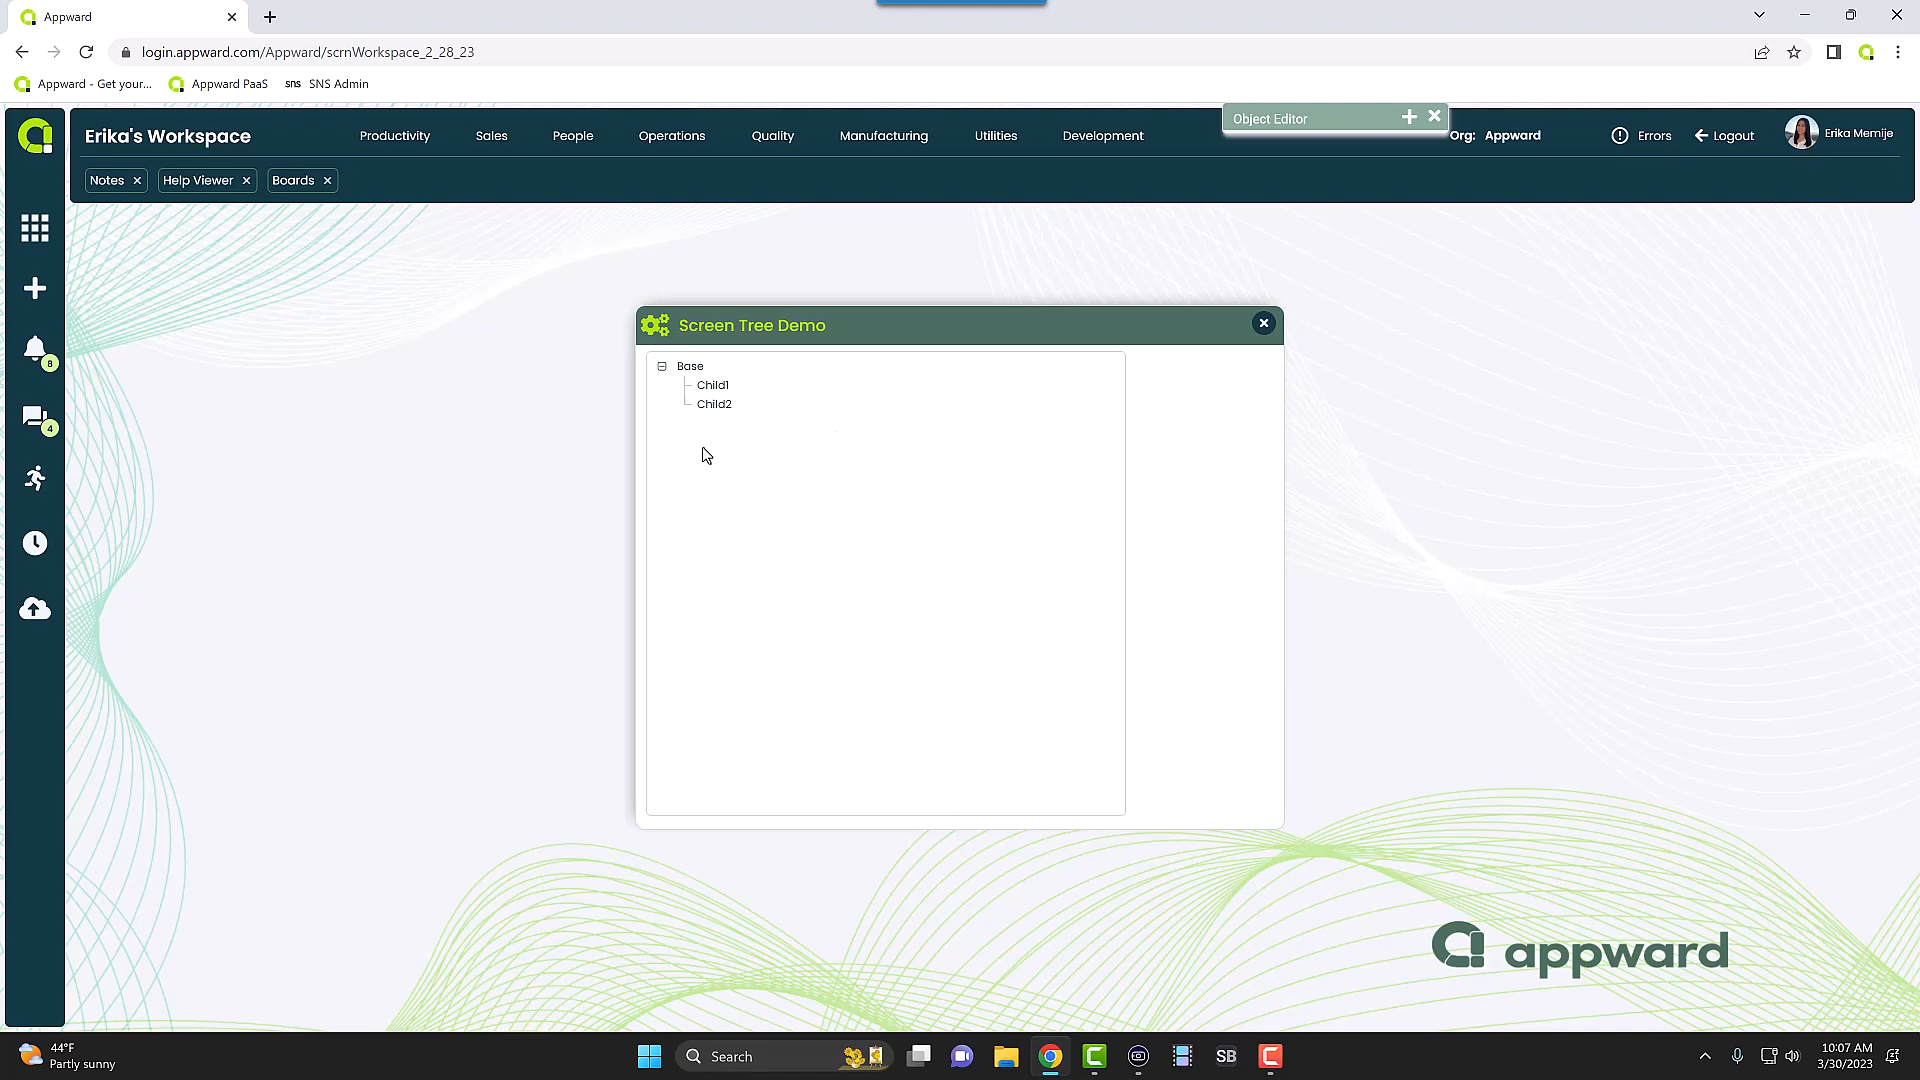 Appward
login.appward.com/Appward/scrnWorkspace_2_28_23
Appward - Get your... Appward PaaS sns SNS Admin
Erika's Workspace Productivity Sales People Operations Quality Manufacturing Utilities Development Object Editor Org: Appward Errors Logout Erika Memije
Notes Help Viewer Boards
8
4
Screen Tree Demo
Base
Child1
Child2
appward
44°F
Partly sunny
Search
SB
10:07 AM
3/30/2023